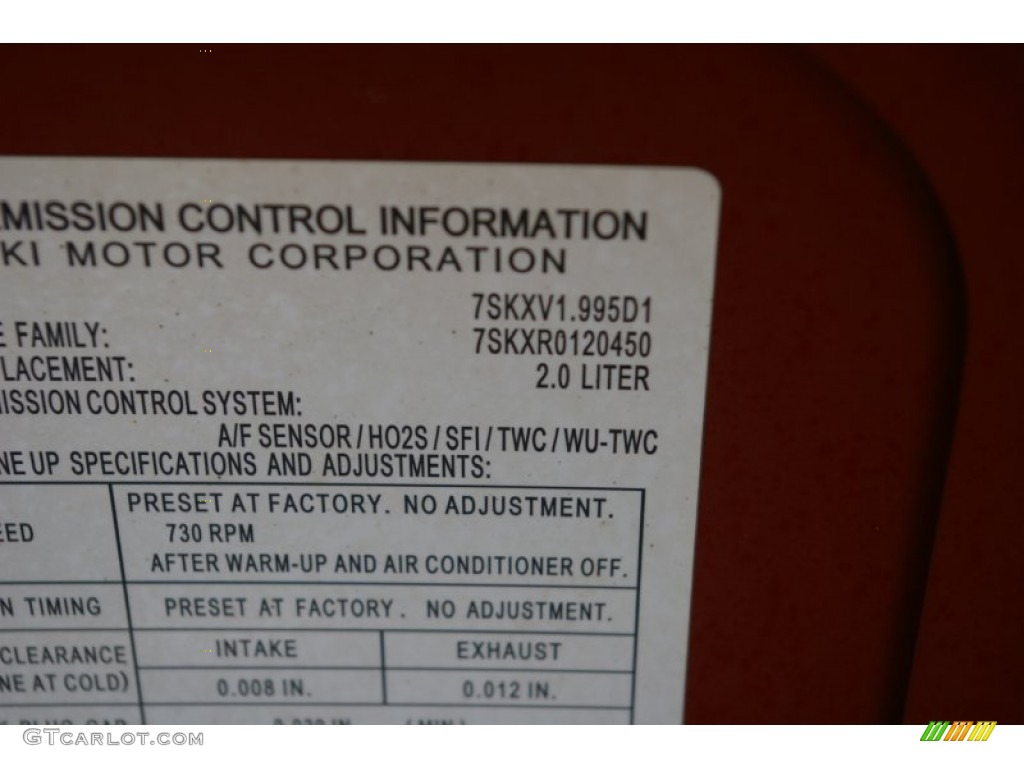 EMISSION CONTROL INFORMATION
KI MOTOR CORPORATION
7SKXV1.995D1
E FAMILY: 7SKXR0120450
LACEMENT: 2.0 LITER
ISSION CONTROL SYSTEM:
A/F SENSOR/HO2S/SFI/TWC/WU-TWC
NE UP SPECIFICATIONS AND ADJUSTMENTS:
PRESET AT FACTORY. NO ADJUSTMENT.
EED 730 RPM
AFTER WARM-UP AND AIR CONDITIONER OFF.
N TIMING PRESET AT FACTORY. NO ADJUSTMENT.
CLEARANCE INTAKE EXHAUST
NE AT COLD) 0.008 IN. 0.012 IN.
GTcarlot.com